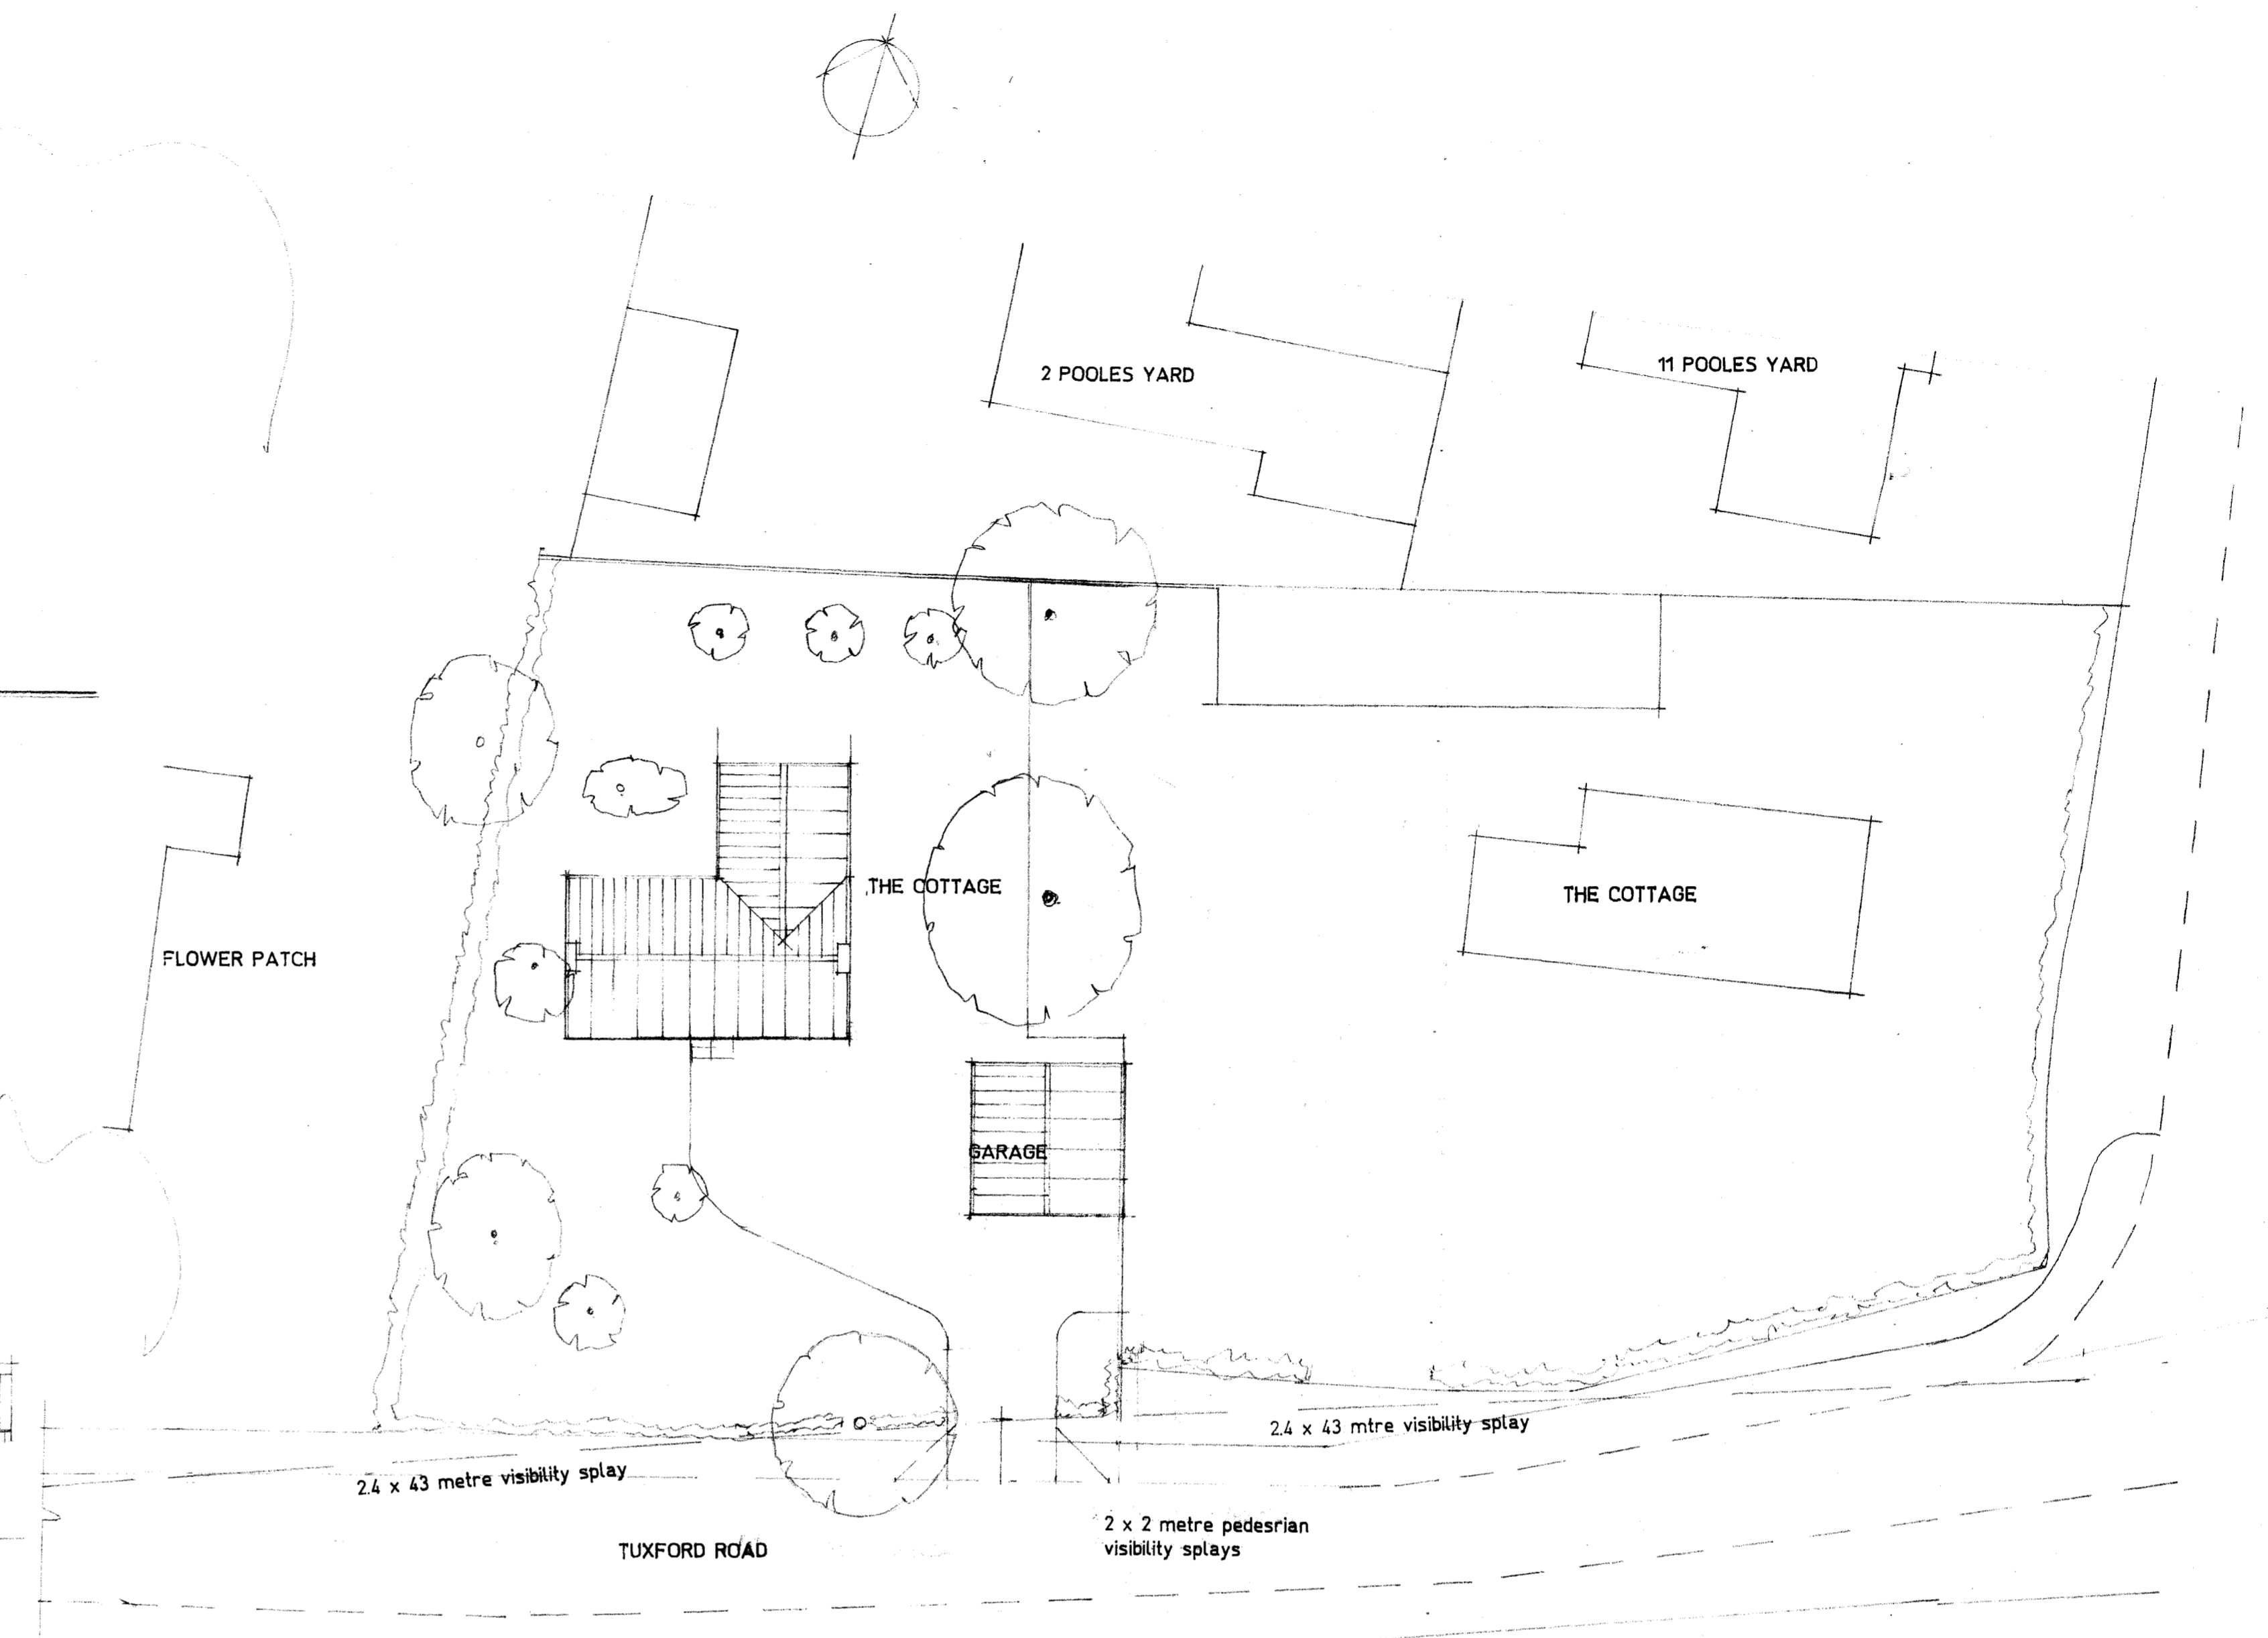 2 POOLES YARD
11 POOLES YARD
THE COTTAGE
THE COTTAGE
FLOWER PATCH
GARAGE
2.4 x 43 mtre visibility splay
2.4 x 43 metre visibility splay
2 x 2 metre pedesrian
visibility splays
TUXFORD ROAD